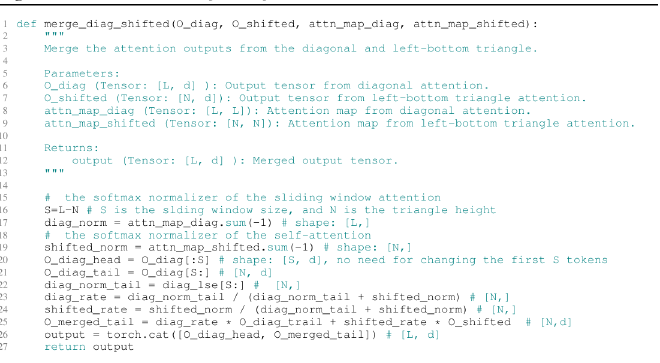 1 def merge_diag_shifted(O_diag, O_shifted, attn_map_diag, attn_map_shifted):
2 """
3 Merge the attention outputs from the diagonal and left-bottom triangle.
4
5 Parameters:
6 O_diag (Tensor: [L, d] ): Output tensor from diagonal attention.
7 O_shifted (Tensor: [N, d]): Output tensor from left-bottom triangle attention.
8 attn_map_diag (Tensor: [L, L]): Attention map from diagonal attention.
9 attn_map_shifted (Tensor: [N, N]): Attention map from left-bottom triangle attention.
10
11 Returns:
12 output (Tensor: [L, d] ): Merged output tensor.
13 """
14
15 # the softmax normalizer of the sliding window attention
16 S=L-N # S is the slding window size, and N is the triangle height
17 diag_norm = attn_map_diag.sum(-1) # shape: [L,]
18 # the softmax normalizer of the self-attention
19 shifted_norm = attn_map_shifted.sum(-1) # shape: [N,]
20 O_diag_head = O_diag[:S] # shape: [S, d], no need for changing the first S tokens
21 O_diag_tail = O_diag[S:] # [N, d]
22 diag_norm_tail = diag_lse[S:] # [N,]
23 diag_rate = diag_norm_tail / (diag_norm_tail + shifted_norm) # [N,]
24 shifted_rate = shifted_norm / (diag_norm_tail + shifted_norm) # [N,]
25 O_merged_tail = diag_rate * O_diag_trail + shifted_rate * O_shifted # [N,d]
26 output = torch.cat([O_diag_head, O_merged_tail]) # [L, d]
27 return output